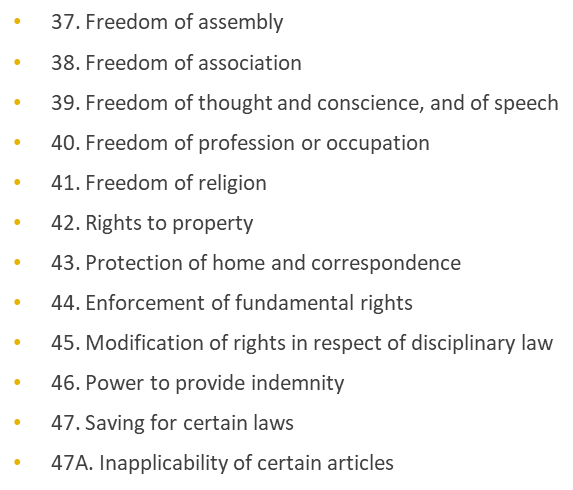 • 37. Freedom of assembly
• 38. Freedom of association
• 39. Freedom of thought and conscience, and of speech
• 40. Freedom of profession or occupation
• 41. Freedom of religion
• 42. Rights to property
• 43. Protection of home and correspondence
• 44. Enforcement of fundamental rights
• 45. Modification of rights in respect of disciplinary law
• 46. Power to provide indemnity
• 47. Saving for certain laws
• 47A. Inapplicability of certain articles